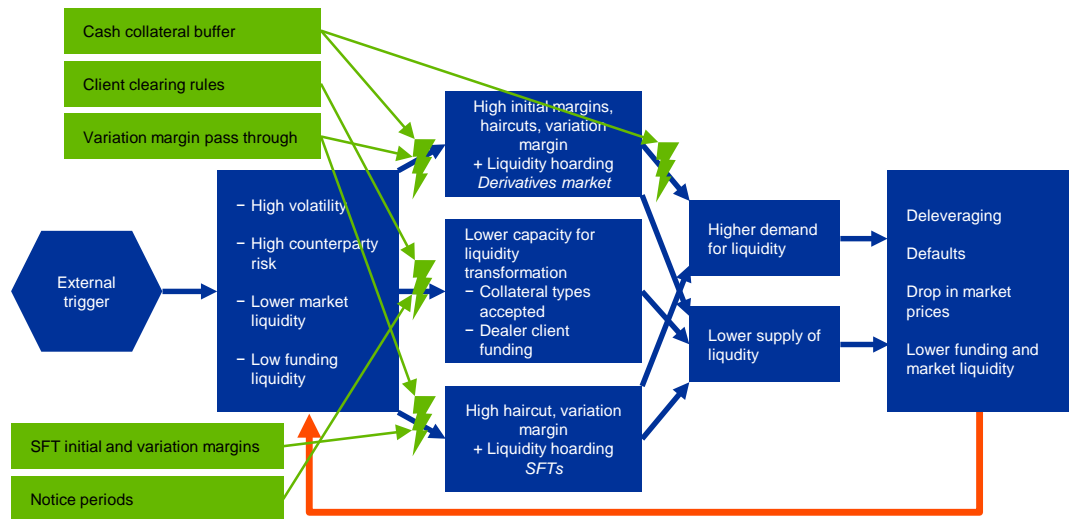 Cash collateral buffer
Client clearing rules
Variation margin pass through
External
trigger
− High volatility
− High counterparty
risk
− Lower market
liquidity
− Low funding
liquidity
SFT initial and variation margins
Notice periods
High initial margins,
haircuts, variation
margin
+ Liquidity hoarding
Derivatives market
Lower capacity for
liquidity
transformation
− Collateral types
accepted
− Dealer client
funding
High haircut, variation
margin
+ Liquidity hoarding
SFTs
Higher demand
for liquidity
Lower supply of
liqudity
Deleveraging
Defaults
Drop in market
prices
Lower funding and
market liquidity